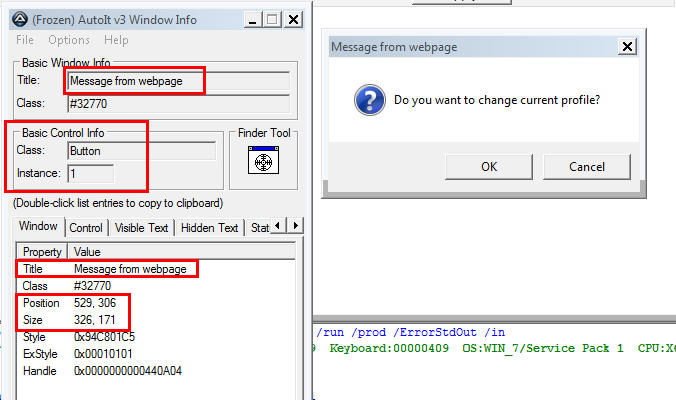 (Frozen) AutoIt v3 Window Info
File Options Help
Basic Window Info
Title: Message from webpage
Class: #32770
Basic Control Info
Class: Button
Instance: 1
Finder Tool
(Double-click list entries to copy to clipboard)
Window Control Visible Text Hidden Text Stat
Property Value
Title Message from webpage
Class #32770
Position 529, 306
Size 326, 171
Style 0x94C801C5
ExStyle 0x00010101
Handle 0x0000000000440A04
Message from webpage
Do you want to change current profile?
OK Cancel
/run /prod /ErrorStdOut /in
9 Keyboard:00000409 OS:WIN_7/Service Pack 1 CPU:X6